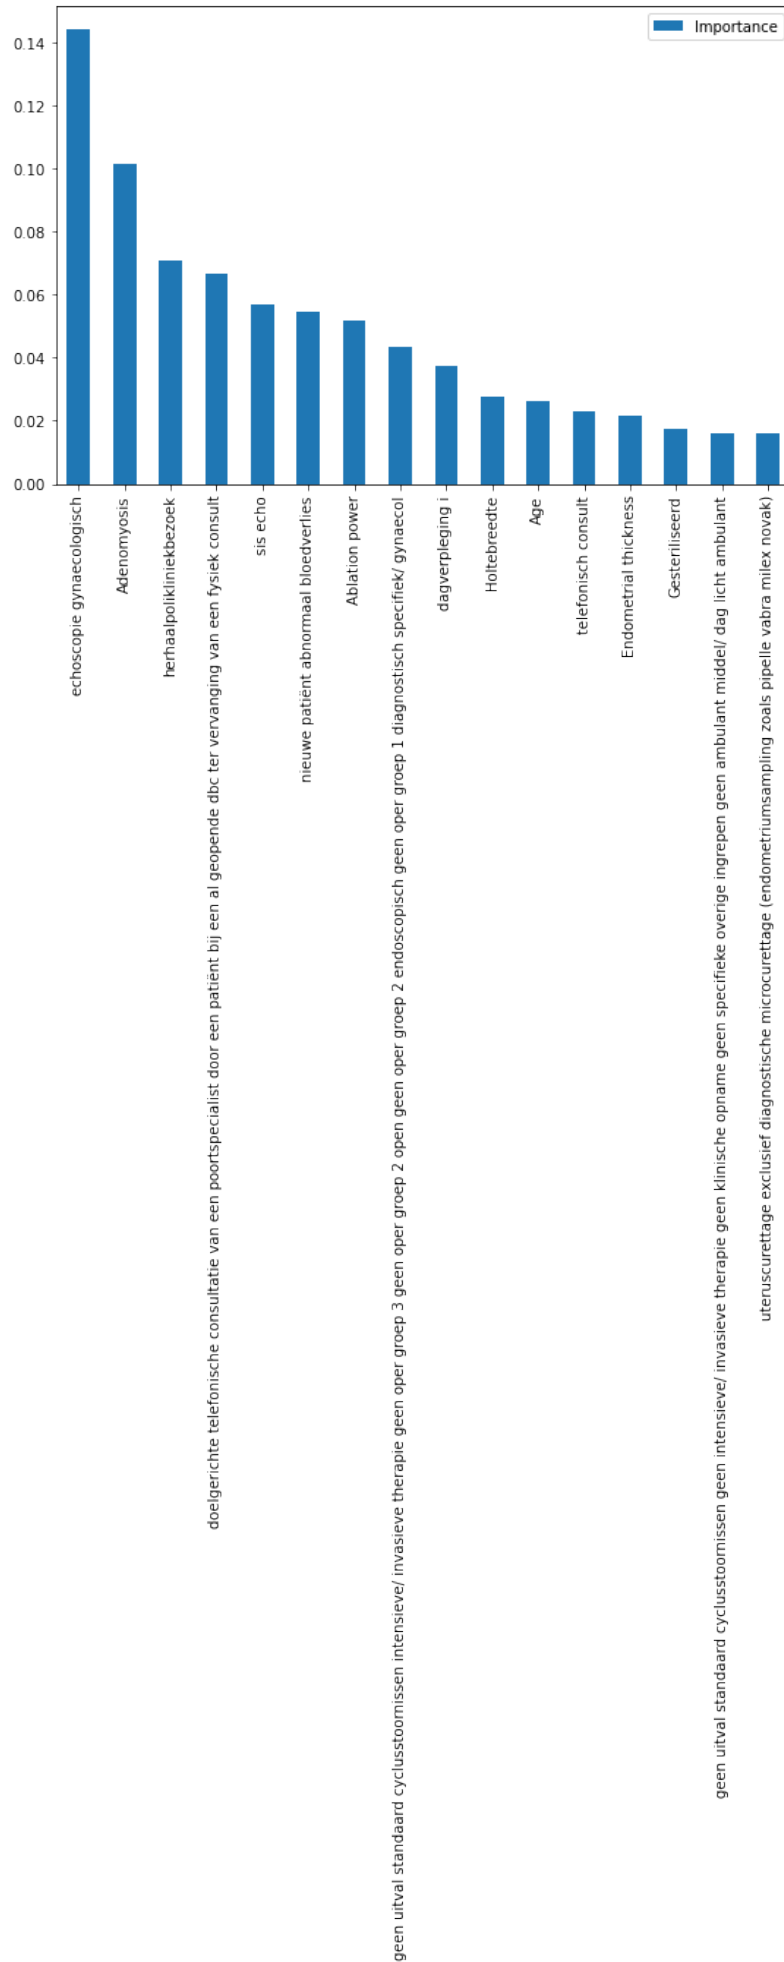 Importance
0.14
0.12
0.10
0.08
0.06
0.04
0.02
0.00
echoscopie gynaecologisch
Adenomyosis
herhaalpolikliniekbezoek
doelgerichte telefonische consultatie van een poortspecialist door een patiënt bij een al geopende dbc ter vervanging van een fysiek consult
sis echo
nieuwe patiënt abnormaal bloedverlies
Ablation power
geen uitval standaard cyclusstoornissen intensieve/ invasieve therapie geen oper groep 3 geen oper groep 2 open geen oper groep 2 endoscopisch geen oper groep 1 diagnostisch specifiek/ gynaecol
dagverpleging i
Holtebreedte
Age
telefonisch consult
Endometrial thickness
Gesteriliseerd
geen uitval standaard cyclusstoornissen geen intensieve/ invasieve therapie geen klinische opname geen specifieke overige ingrepen geen ambulant middel/ dag licht ambulant
uteruscurettage exclusief diagnostische microcurettage (endometriumsampling zoals pipelle vabra milex novak)